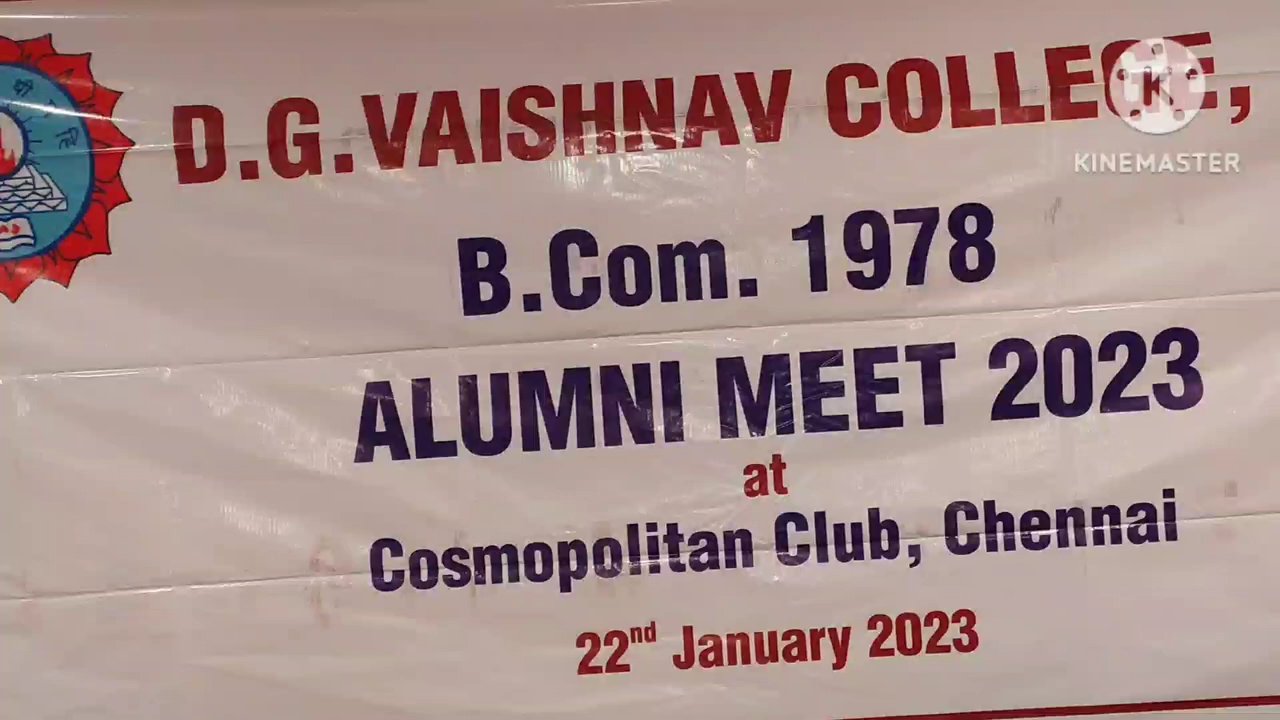 D.G.VAISHNAV COLLEGE,
KINEMASTER
B.Com. 1978
ALUMNI MEET 2023
at
Cosmopolitan Club, Chennai
22nd January 2023